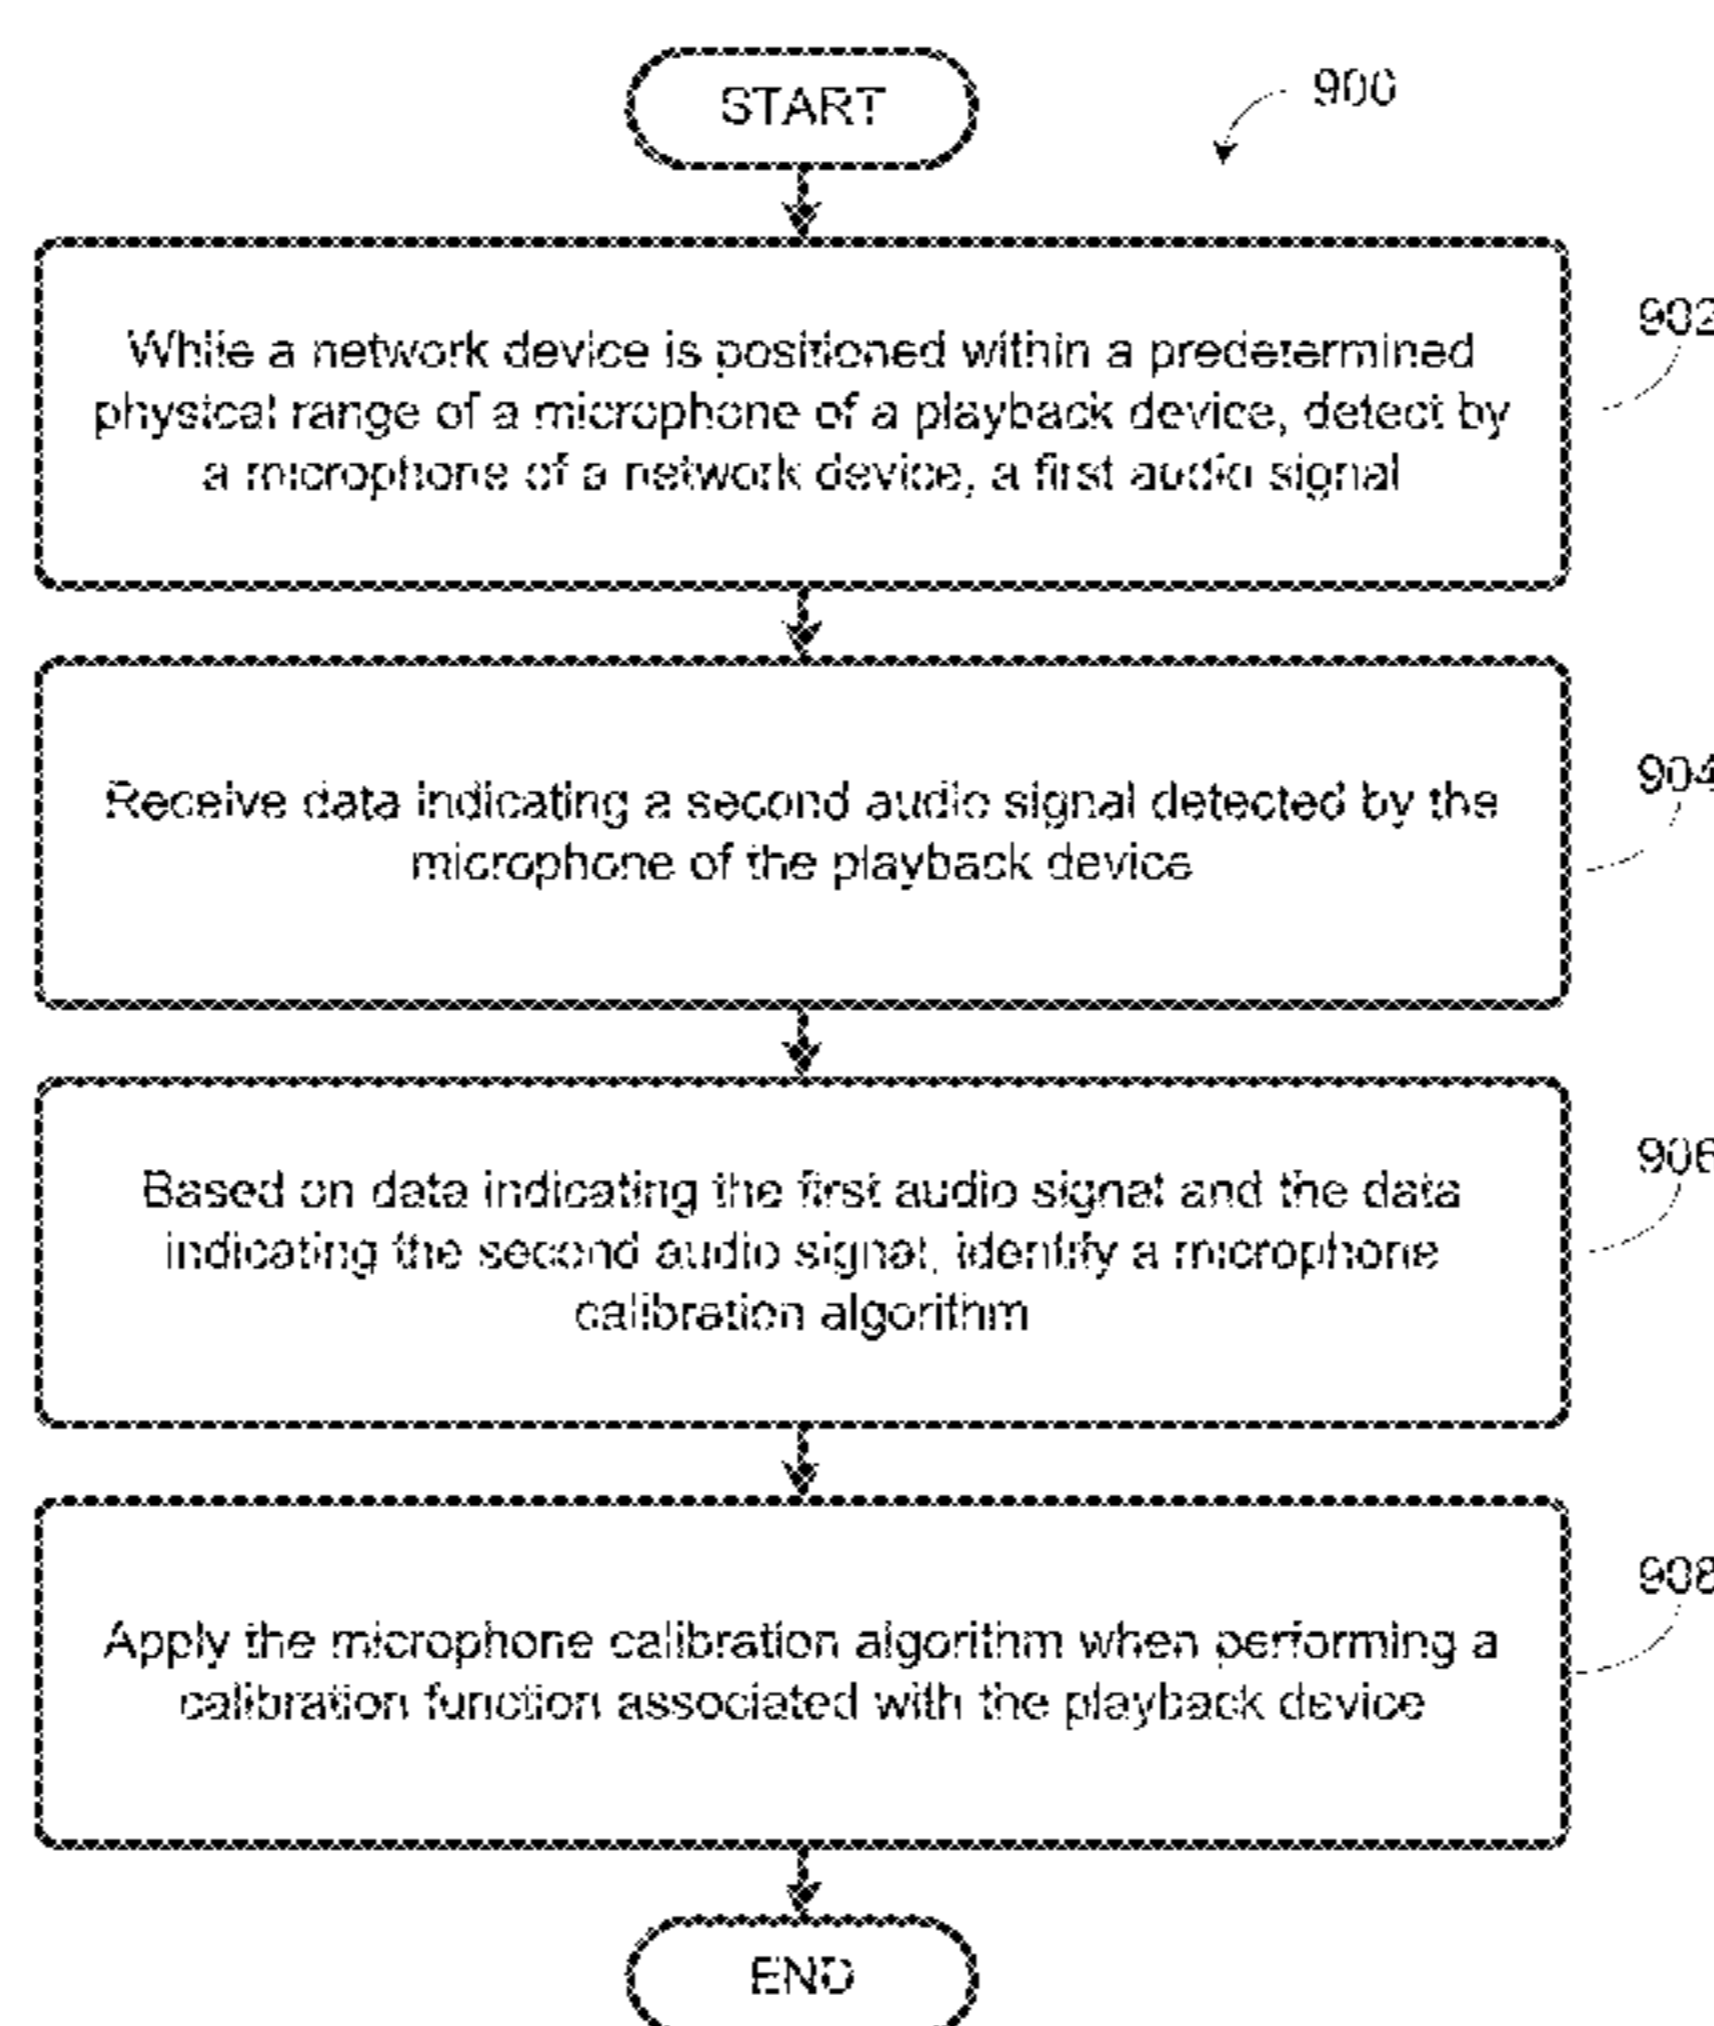 START
900
While a network device is positioned within a predetermined
physical range of a microphone of a playback device, detect by
a microphone of a network device, a first audio signal
902
Receive data indicating a second audio signal detected by the
microphone of the playback device
904
Based on data indicating the first audio signal and the data
indicating the second audio signal, identify a microphone
calibration algorithm
906
Apply the microphone calibration algorithm when performing a
calibration function associated with the playback device
908
END